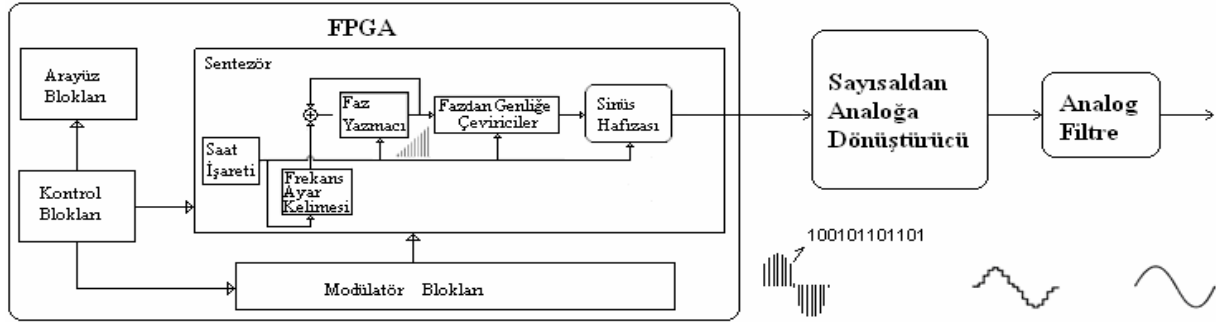 FPGA
Arayüz
Blokları
Kontrol
Blokları
Sentezör
Saat
İşareti
Faz
Yazmacı
Frekans
Ayar
Kelimesi
Fazdan Genliğe
Çeviriciler
Sinüs
Hafızası
Modülatör Blokları
Sayısaldan
Analoğa
Dönüştürücü
Analog
Filtre
100101101101